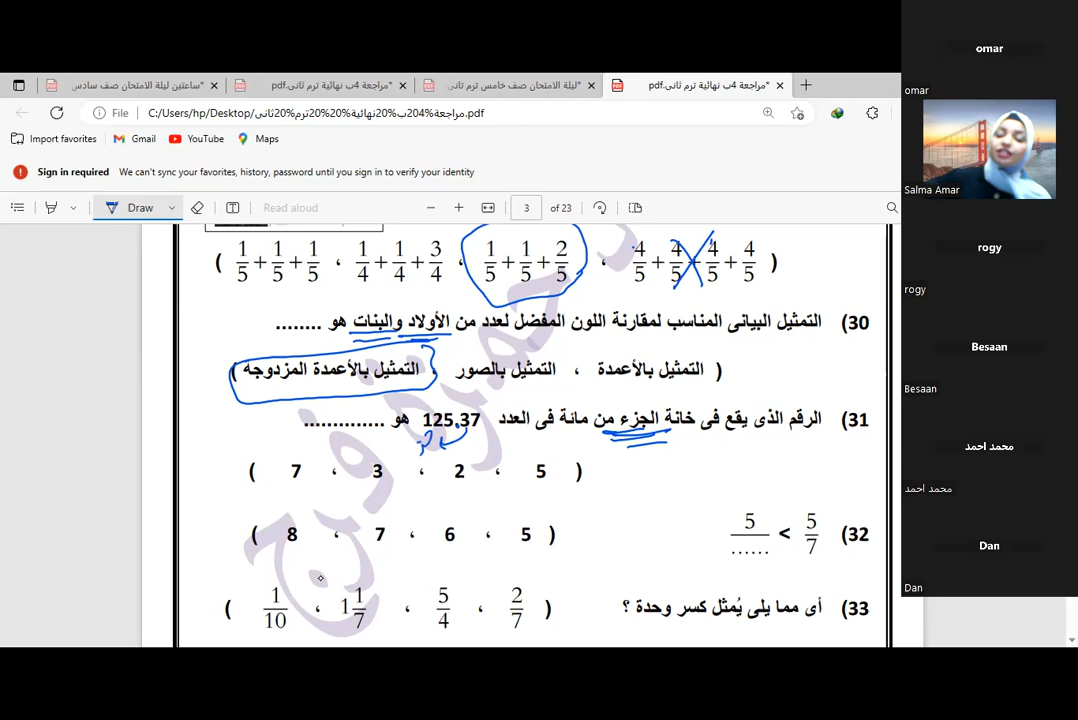 ساعتين ليلة الامتحان صف سادس*
مراجعة 4ب نهائية ترم ثانى.pdf*
ليلة الامتحان صف خامس ترم ثانى*
مراجعة 4ب نهائية ترم ثانى.pdf*
File C:/Users/hp/Desktop/مراجعة%204ب%20نهائية%20%20ترم%20ثانى.pdf
Import favorites Gmail YouTube Maps
Sign in required We can't sync your favorites, history, password until you sign in to verify your identity
Draw Read aloud 3 of 23
( 1/5 + 1/5 + 1/5 ، 1/4 + 1/4 + 3/4 ، 1/5 + 1/5 + 2/5 ، 4/5 + 4/5 + 4/5 + 4/5 )
30) التمثيل البيانى المناسب لمقارنة اللون المفضل لعدد من الأولاد والبنات هو ........
( التمثيل بالأعمدة ، التمثيل بالصور ، التمثيل بالأعمدة المزدوجه )
31) الرقم الذى يقع فى خانة الجزء من مائة فى العدد 125.37 هو ..............
( 7 ، 3 ، 2 ، 5 )
32) 5/7 > 5/......
( 8 ، 7 ، 6 ، 5 )
33) أى مما يلى يُمثل كسر وحدة ؟
( 1/10 ، 1 1/7 ، 5/4 ، 2/7 )
omar
omar
Salma Amar
rogy
rogy
Besaan
Besaan
محمد احمد
محمد احمد
Dan
Dan